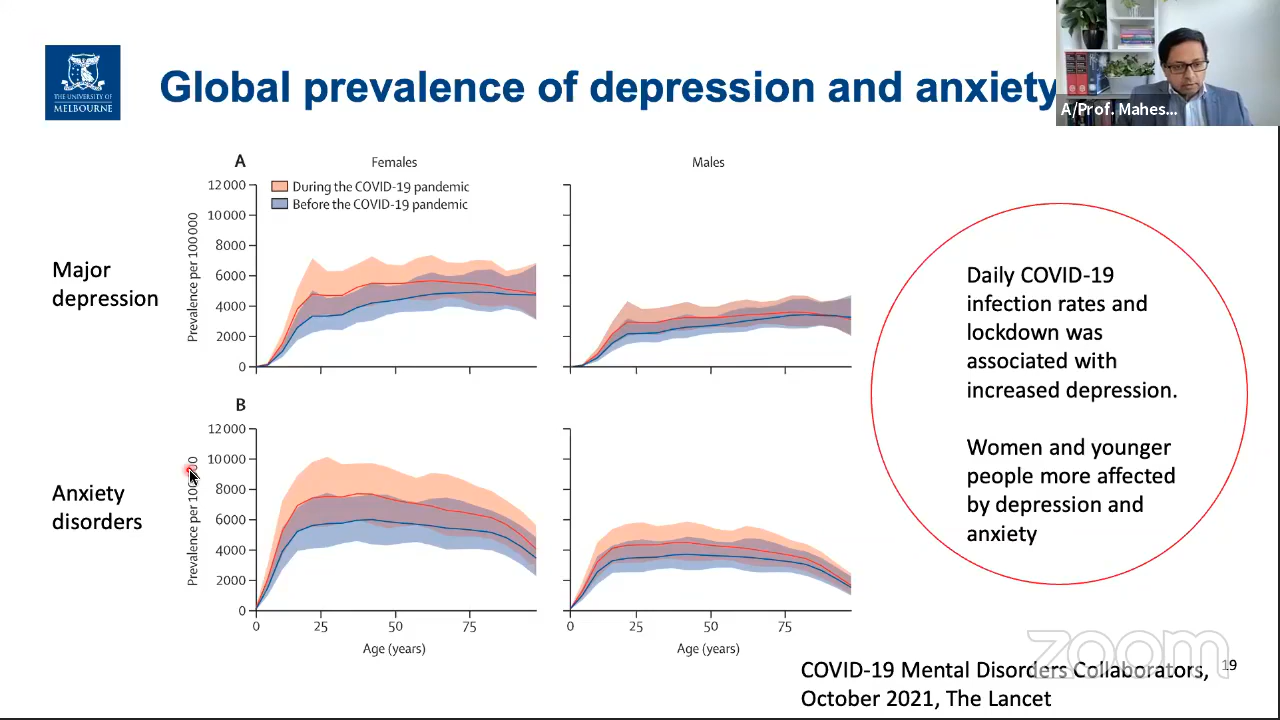 THE UNIVERSITY OF
MELBOURNE
Global prevalence of depression and anxiety
A/Prof. Mahes...
A
Females
Males
During the COVID-19 pandemic
Before the COVID-19 pandemic
Major
depression
Prevalence per 100 000
12 000
10 000
8000
6000
4000
2000
0
B
Anxiety
disorders
Prevalence per 100 000
12 000
10 000
8000
6000
4000
2000
0
0 25 50 75
0 25 50 75
Age (years)
Age (years)
Daily COVID-19
infection rates and
lockdown was
associated with
increased depression.
Women and younger
people more affected
by depression and
anxiety
zoom
COVID-19 Mental Disorders Collaborators,
October 2021, The Lancet
19